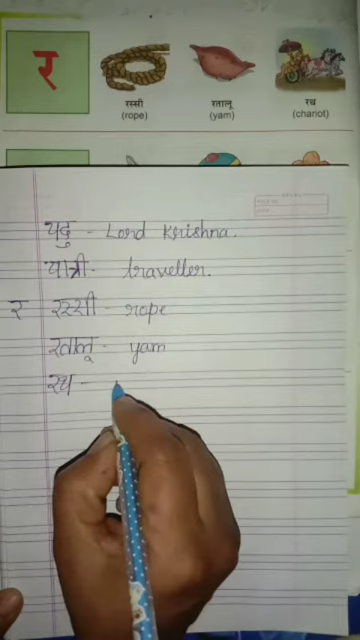 र
रस्सी रतालू रथ
(rope) (yam) (chariot)
यदु - Lord Krishna.
यात्री - traveller.
र रस्सी - rope
रतालू - yam
रथ -